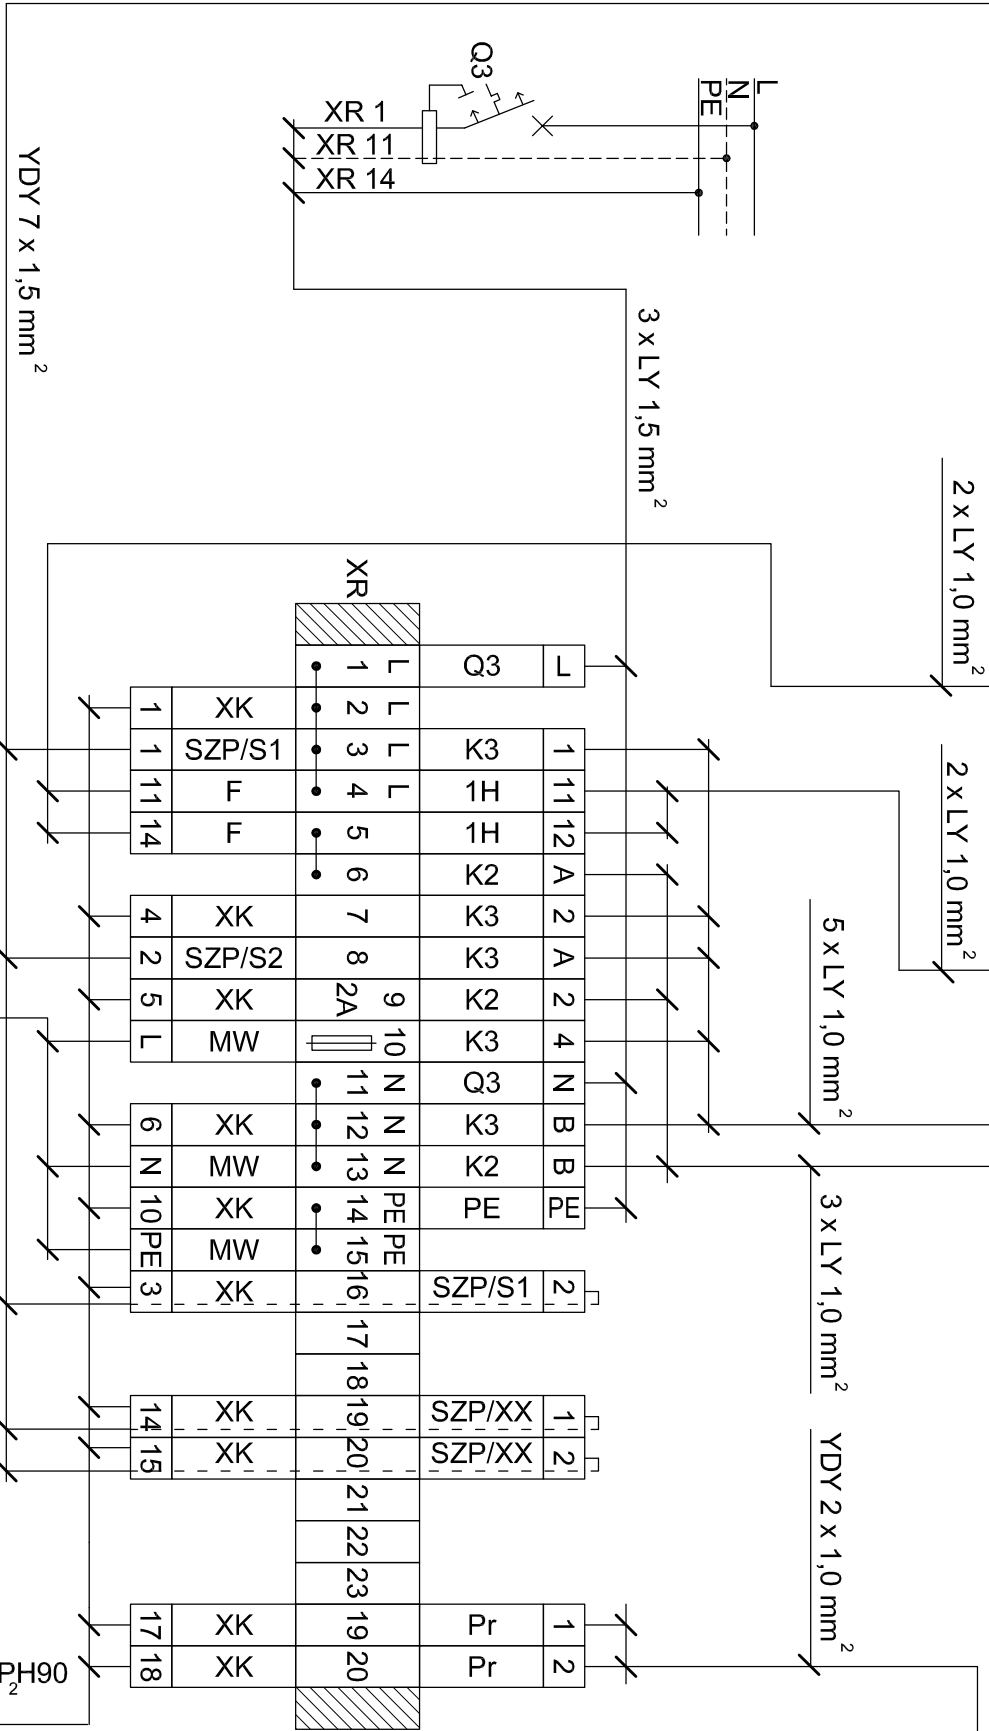 L
N
PE
Q3
XR 1
XR 11
XR 14
YDY 7 x 1,5 mm²
3 x LY 1,5 mm²
2 x LY 1,0 mm²
2 x LY 1,0 mm²
5 x LY 1,0 mm²
3 x LY 1,0 mm²
YDY 2 x 1,0 mm²
XR
1 L Q3 L
1 XK 2 L
1 SZP/S1 3 L K3 1
11 F 4 L 1H 11
14 F 5 1H 12
6 K2 A
4 XK 7 K3 2
2 SZP/S2 8 K3 A
5 XK 2A 9 K2 2
L MW 10 K3 4
11 N Q3 N
6 XK 12 N K3 B
N MW 13 N K2 B
10 XK 14 PE PE PE
PE MW 15 PE
3 XK 16 SZP/S1 2
17
18
14 XK 19 SZP/XX 1
15 XK 20 SZP/XX 2
21
22
23
17 XK 19 Pr 1
18 XK 20 Pr 2
PH90
2